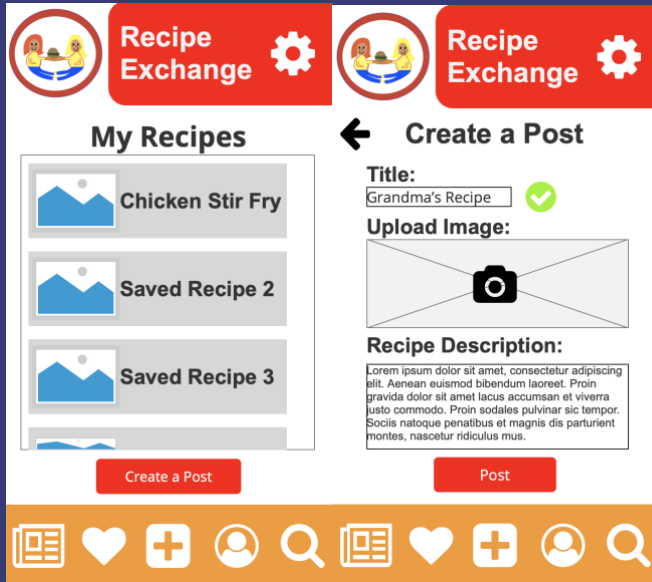 Recipe
Exchange
My Recipes
Chicken Stir Fry
Saved Recipe 2
Saved Recipe 3
Create a Post
Recipe
Exchange
Create a Post
Title:
Grandma's Recipe
Upload Image:
Recipe Description:
Lorem ipsum dolor sit amet, consectetur adipiscing
elit. Aenean euismod bibendum laoreet. Proin
gravida dolor sit amet lacus accumsan et viverra
justo commodo. Proin sodales pulvinar sic tempor.
Sociis natoque penatibus et magnis dis parturient
montes, nascetur ridiculus mus.
Post